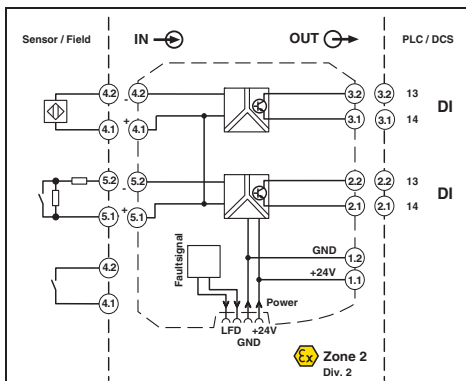 Sensor / Field IN OUT PLC / DCS
4.2 - 4.2 3.2 3.2 13
DI
4.1 + 4.1 3.1 3.1 14
5.2 - 5.2 2.2 2.2 13
DI
5.1 + 5.1 2.1 2.1 14
Faultsignal
GND 1.2
4.2
+24V 1.1
4.1
Power
LFD +24V
GND
Ex Zone 2
Div. 2